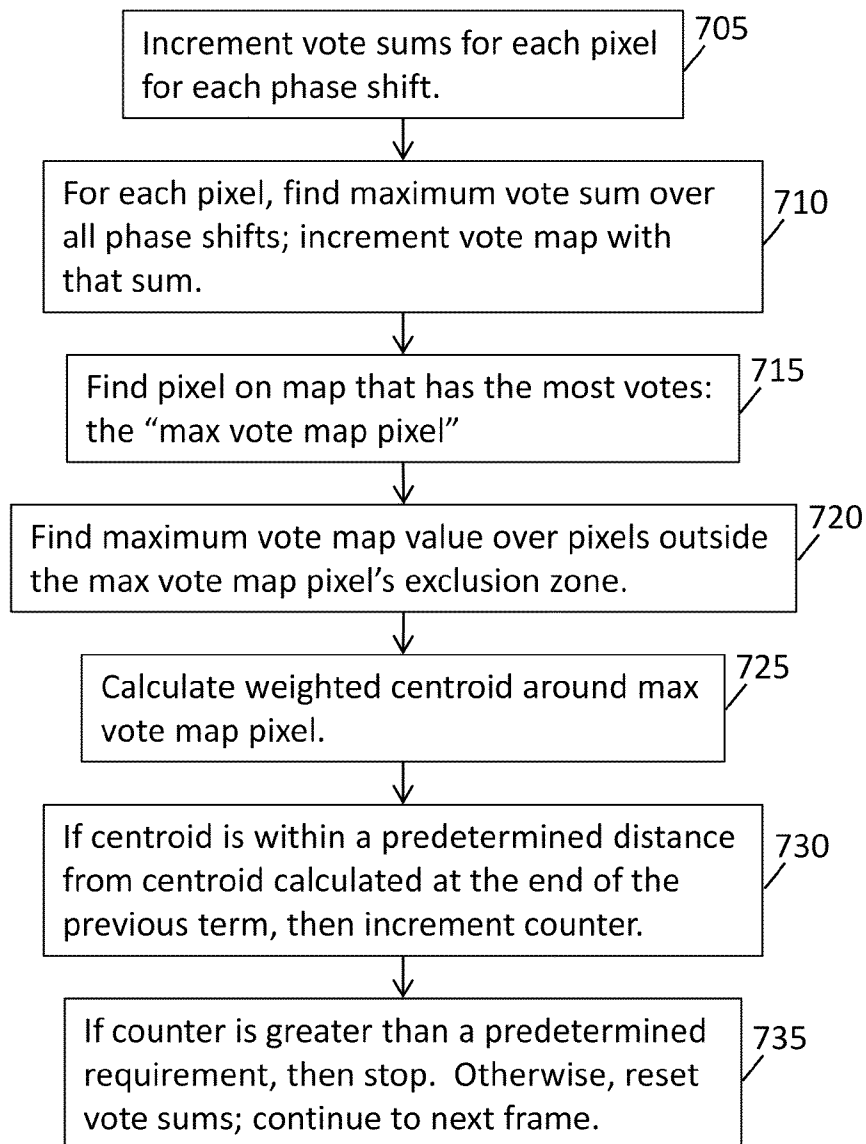 Increment vote sums for each pixel
for each phase shift.
705
For each pixel, find maximum vote sum over
all phase shifts; increment vote map with
that sum.
710
Find pixel on map that has the most votes:
the “max vote map pixel”
715
Find maximum vote map value over pixels outside
the max vote map pixel’s exclusion zone.
720
Calculate weighted centroid around max
vote map pixel.
725
If centroid is within a predetermined distance
from centroid calculated at the end of the
previous term, then increment counter.
730
If counter is greater than a predetermined
requirement, then stop.  Otherwise, reset
vote sums; continue to next frame.
735